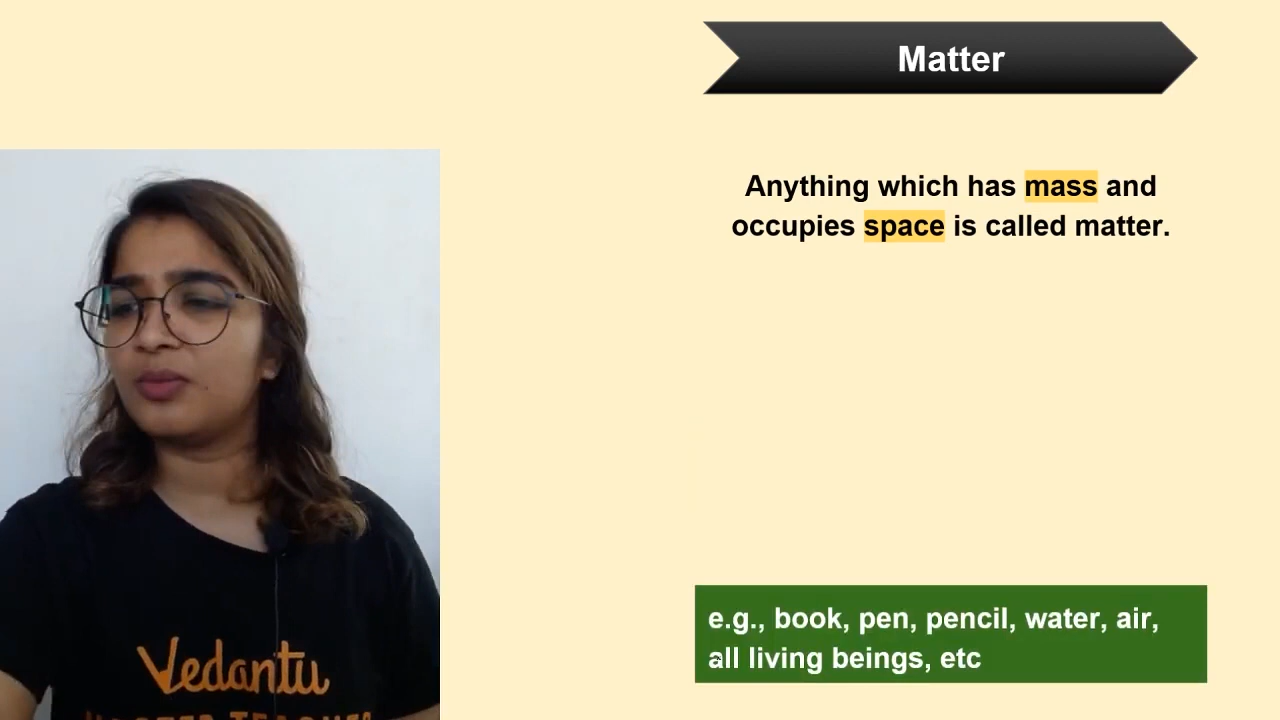 Matter
Anything which has mass and
occupies space is called matter.
e.g., book, pen, pencil, water, air,
all living beings, etc
Vedantu